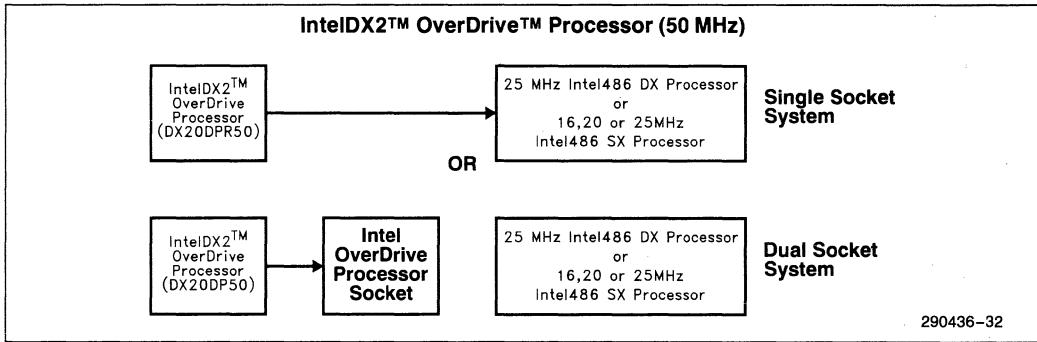 IntelDX2™ OverDrive™ Processor (50 MHz)
IntelDX2™
OverDrive
Processor
(DX2ODPR50)
25 MHz Intel486 DX Processor
or
16,20 or 25MHz
Intel486 SX Processor
Single Socket
System
OR
IntelDX2™
OverDrive
Processor
(DX2ODP50)
Intel
OverDrive
Processor
Socket
25 MHz Intel486 DX Processor
or
16,20 or 25MHz
Intel486 SX Processor
Dual Socket
System
290436–32